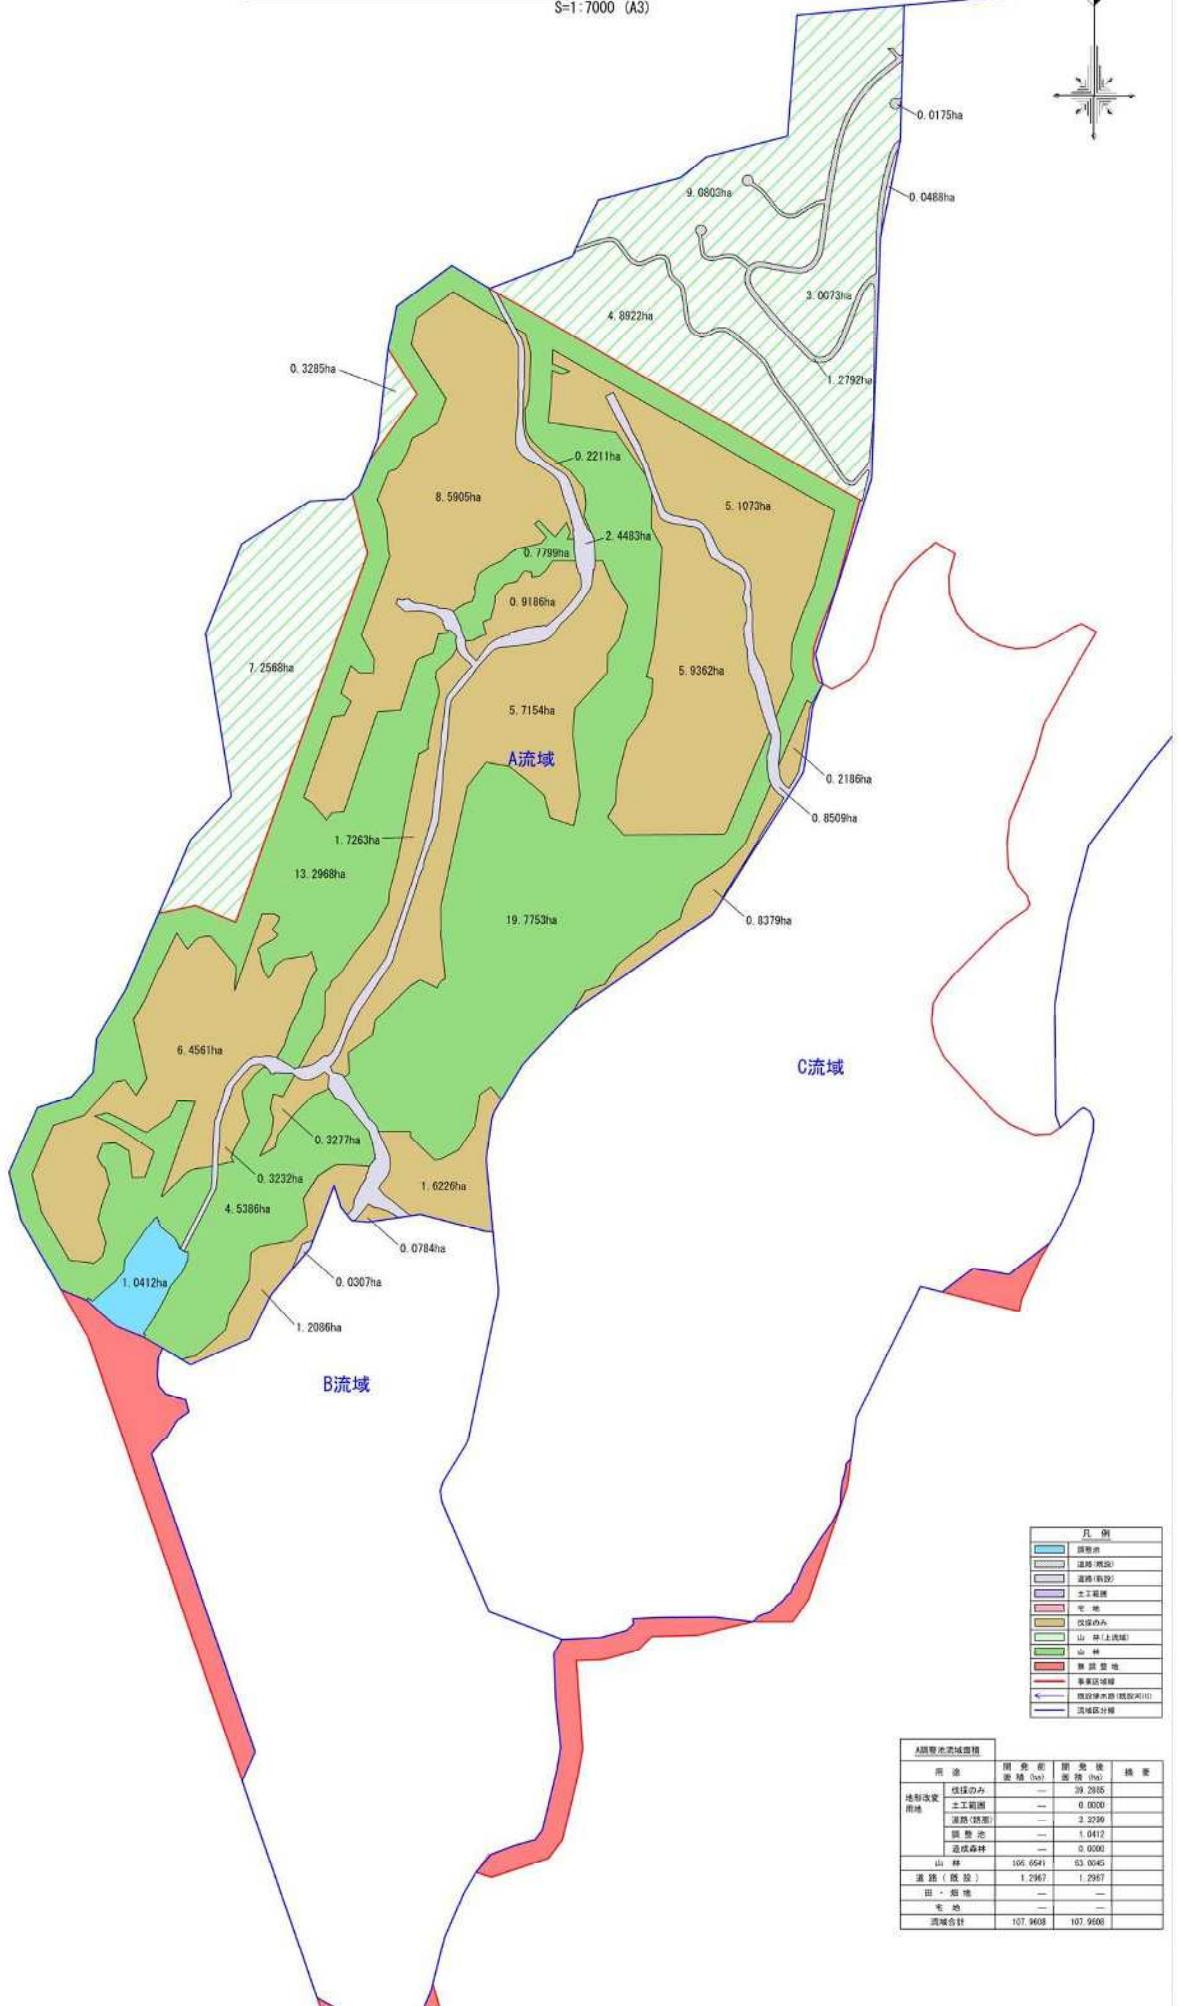 S=1:7000 (A3)
0.0175ha
9.0803ha
0.0488ha
3.0073ha
4.8922ha
0.3285ha
1.2792ha
0.2211ha
8.5905ha
5.1073ha
2.4483ha
0.7799ha
0.9186ha
7.2568ha
5.9362ha
5.7154ha
A流域
0.2186ha
0.8509ha
1.7263ha
13.2968ha
19.7753ha
0.8379ha
6.4561ha
C流域
0.3277ha
0.3232ha
1.6226ha
4.5386ha
0.0784ha
0.0307ha
1.0412ha
1.2086ha
B流域
凡 例
調整池
道路(既設)
道路(新設)
土工範囲
宅 地
伐採のみ
山 林(上流域)
山 林
無調整地
事業区域線
流域区分線
A調整池流域面積
用 途 開発前面積(ha) 開発後面積(ha) 摘 要
地形改変用地
伐採のみ — 39.2885
土工範囲 — 0.0000
— 3.3299
調整池 — 1.0412
造成森林 — 0.0000
山 林 106.6641 63.0045
道路(既設) 1.2967 1.2967
田・畑地 — —
宅 地 — —
流域合計 107.9608 107.9608